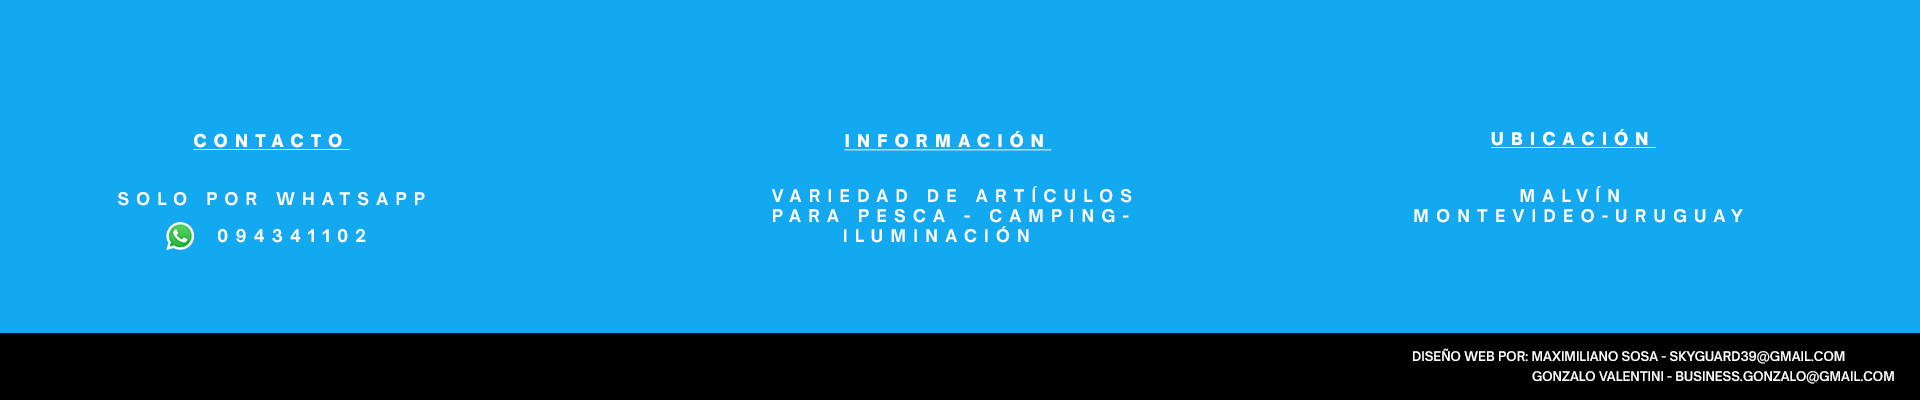 CONTACTO
SOLO POR WHATSAPP
094341102
INFORMACIÓN
VARIEDAD DE ARTÍCULOS
PARA PESCA - CAMPING-
ILUMINACIÓN
UBICACIÓN
MALVÍN
MONTEVIDEO-URUGUAY
DISEÑO WEB POR: MAXIMILIANO SOSA - SKYGUARD39@GMAIL.COM
GONZALO VALENTINI - BUSINESS.GONZALO@GMAIL.COM